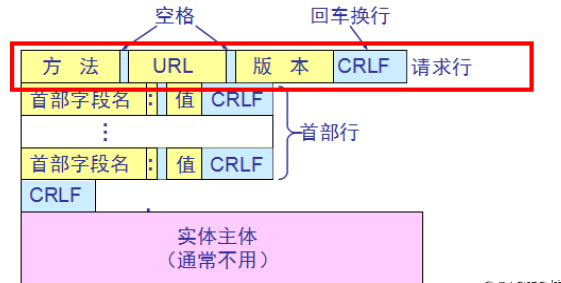 空格 回车换行
方 法 URL 版 本 CRLF 请求行
首部字段名 : 值 CRLF
⋮ 首部行
首部字段名 : 值 CRLF
CRLF
实体主体
（通常不用）